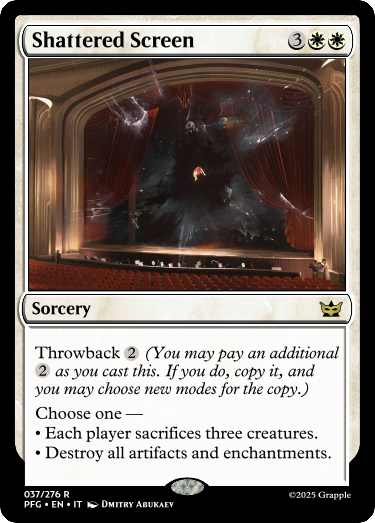 Shattered Screen 3
Sorcery
Throwback 2 (You may pay an additional
2 as you cast this. If you do, copy it, and
you may choose new modes for the copy.)
Choose one —
• Each player sacrifices three creatures.
• Destroy all artifacts and enchantments.
037/276 R
PFG • EN • IT Dmitry Abukaev
©2025 Grapple